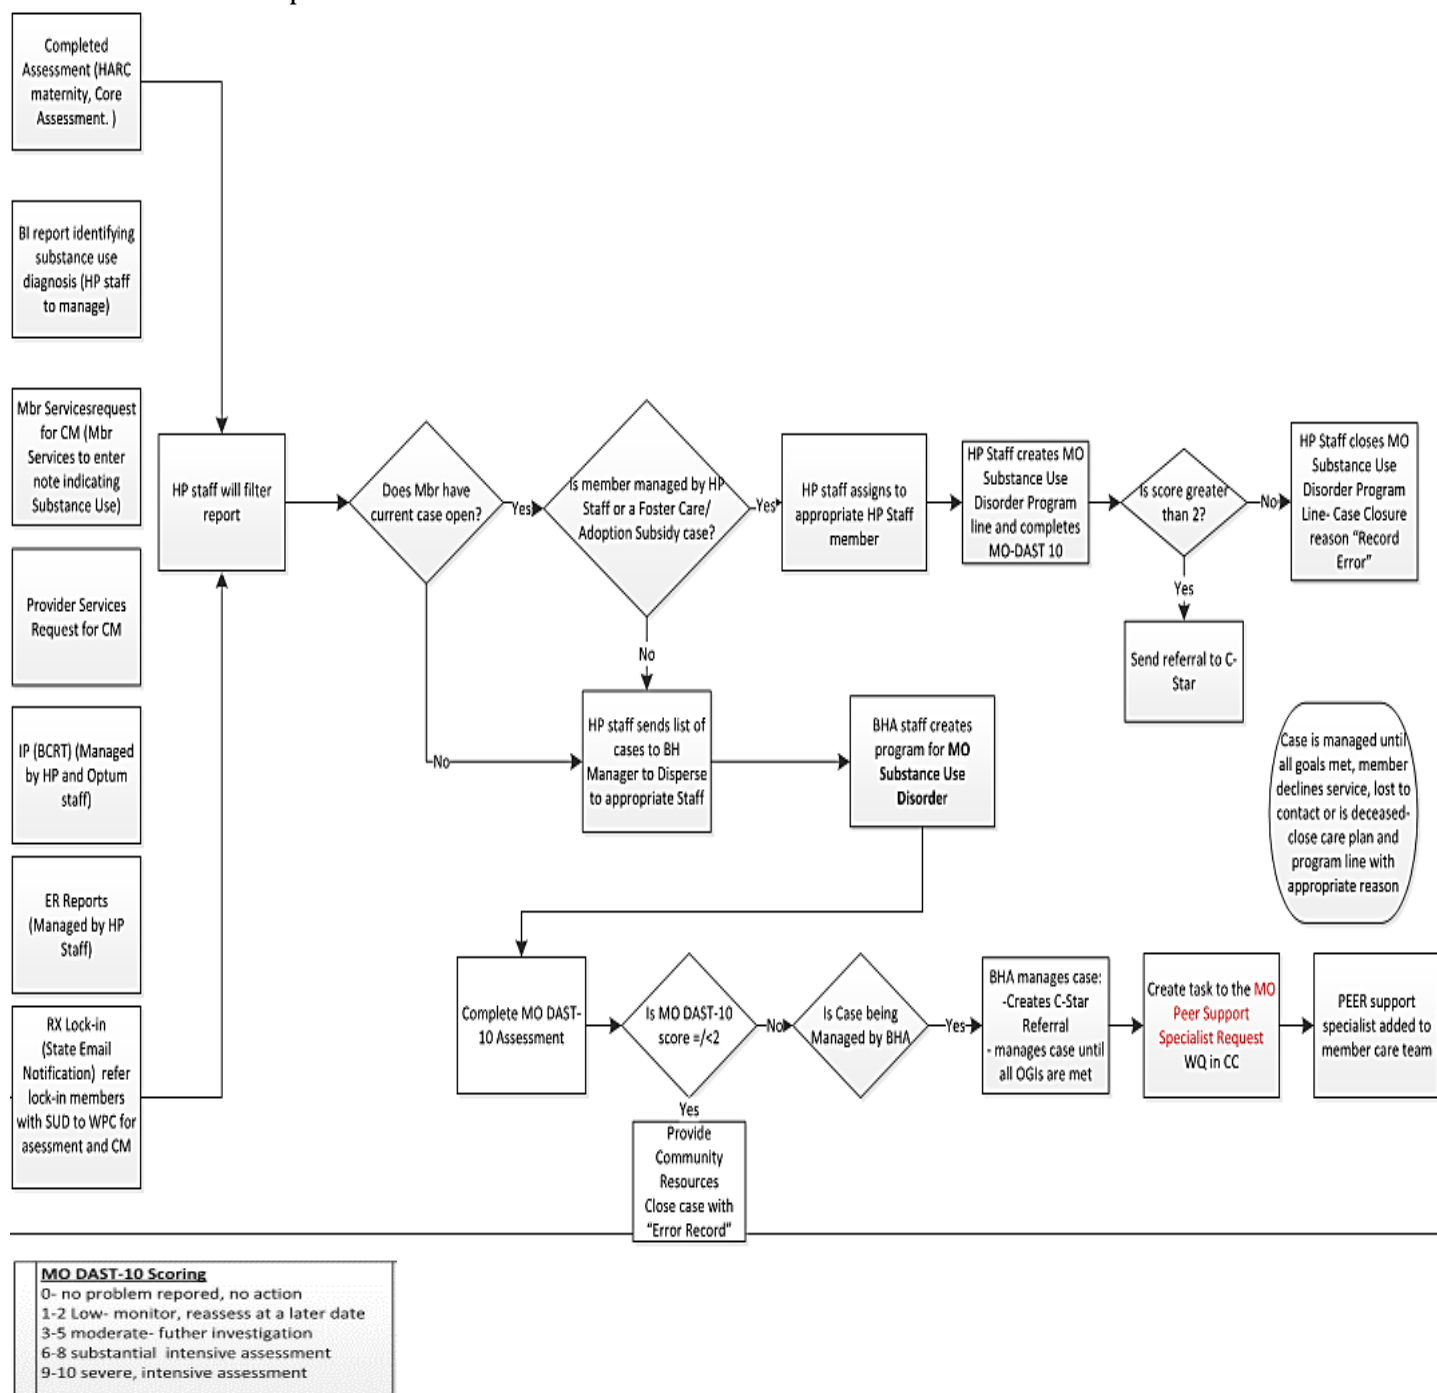 Completed
Assessment (HARC
maternity, Core
Assessment. )
BI report identifying
substance use
diagnosis (HP staff
to manage)
Mbr Servicesrequest
for CM (Mbr
Services to enter
note indicating
Substance Use)
Provider Services
Request for CM
IP (BCRT) (Managed
by HP and Optum
staff)
ER Reports
(Managed by HP
Staff)
RX Lock-in
(State Email
Notification) refer
lock-in members
with SUD to WPC for
asessment and CM
HP staff will filter
report
Does Mbr have
current case open?
Yes
No
Is member managed by HP
Staff or a Foster Care/
Adoption Subsidy case?
Yes
No
HP staff assigns to
appropriate HP Staff
member
HP Staff creates MO
Substance Use
Disorder Program
line and completes
MO-DAST 10
Is score greater
than 2?
No
Yes
HP Staff closes MO
Substance Use
Disorder Program
Line- Case Closure
reason “Record
Error”
Send referral to C-
Star
HP staff sends list of
cases to BH
Manager to Disperse
to appropriate Staff
BHA staff creates
program for MO
Substance Use
Disorder
Case is managed until
all goals met, member
declines service, lost to
contact or is deceased-
close care plan and
program line with
appropriate reason
Complete MO DAST-
10 Assessment
Is MO DAST-10
score =/<2
No
Yes
Provide
Community
Resources
Close case with
“Error Record”
Is Case being
Managed by BHA
Yes
BHA manages case:
-Creates C-Star
Referral
- manages case until
all OGIs are met
Create task to the MO
Peer Support
Specialist Request
WQ in CC
PEER support
specialist added to
member care team
MO DAST-10 Scoring
0- no problem repored, no action
1-2 Low- monitor, reassess at a later date
3-5 moderate- futher investigation
6-8 substantial intensive assessment
9-10 severe, intensive assessment